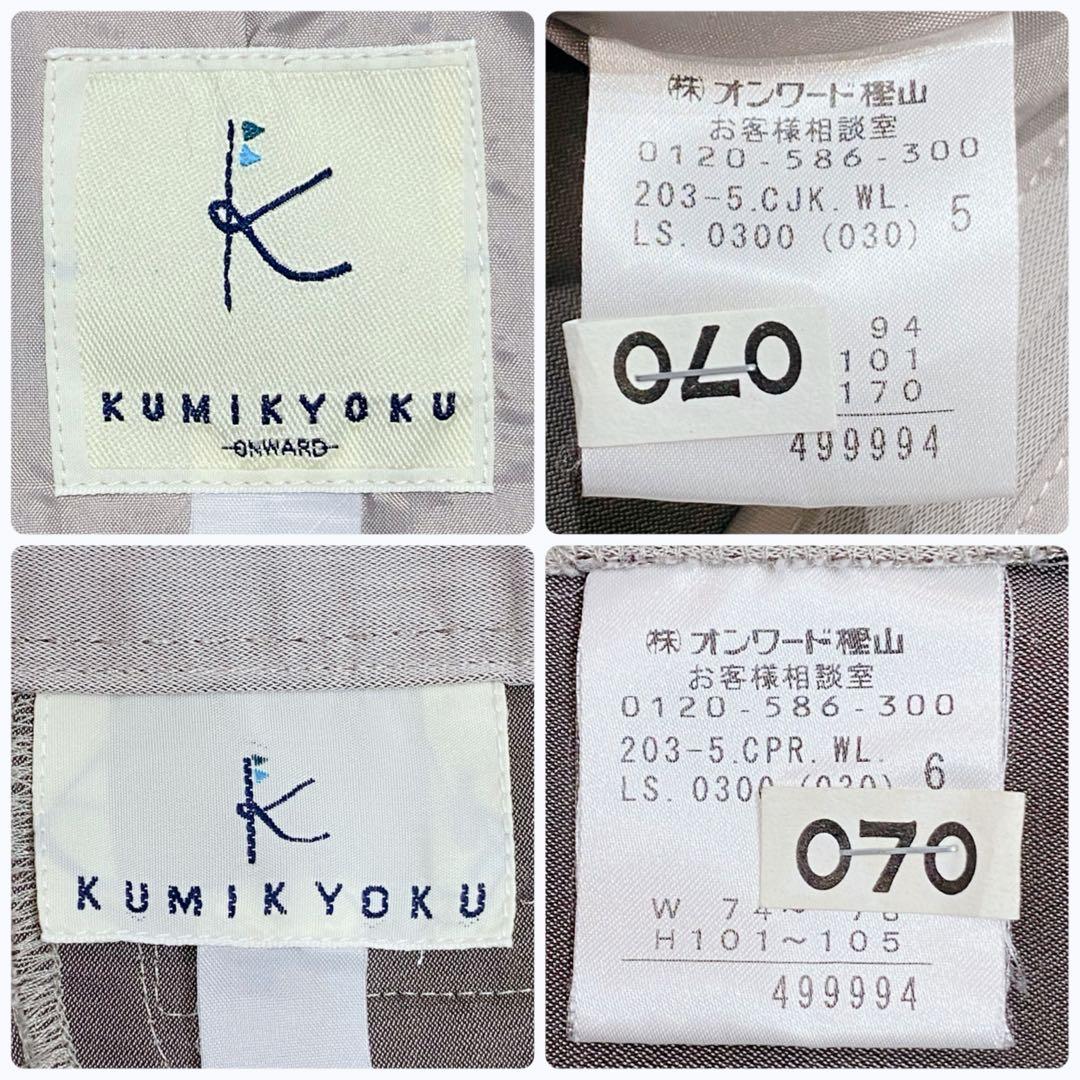 K
KUMIKYOKU
ONWARD
(株)オンワード樫山
お客様相談室
0120-586-300
203-5.CJK.WL.
LS.0300 (030) 5
070
94
101
170
499994
K
KUMIKYOKU
(株)オンワード樫山
お客様相談室
0120-586-300
203-5.CPR.WL.
LS.0300 6
070
W 74~
H101~105
499994